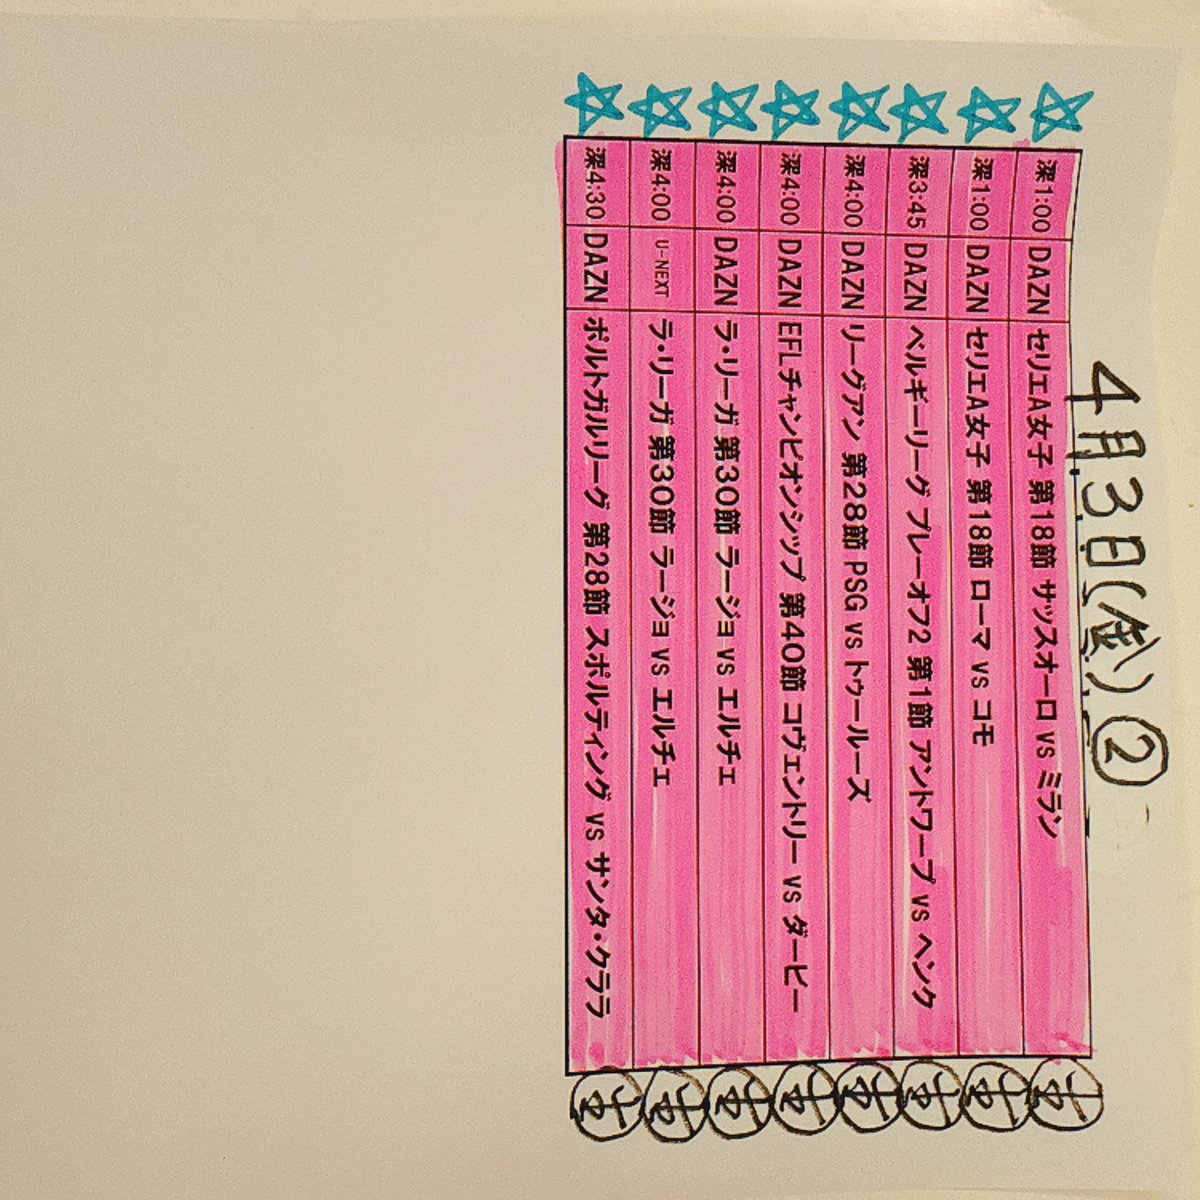 4月3日(金)②
☆ 深1:00 DAZN セリエA女子 第18節 サッスオーロ vs ミラン サ
☆ 深1:00 DAZN セリエA女子 第18節 ローマ vs コモ サ
☆ 深3:45 DAZN ベルギーリーグ プレーオフ2 第1節 アントワープ vs ヘンク サ
☆ 深4:00 DAZN リーグアン 第28節 PSG vs トゥールーズ サ
☆ 深4:00 DAZN EFLチャンピオンシップ 第40節 コヴェントリー vs ダービー サ
☆ 深4:00 DAZN ラ・リーガ 第30節 ラージョ vs エルチェ サ
☆ 深4:00 U-NEXT ラ・リーガ 第30節 ラージョ vs エルチェ サ
☆ 深4:30 DAZN ポルトガルリーグ 第28節 スポルティング vs サンタ・クララ サ